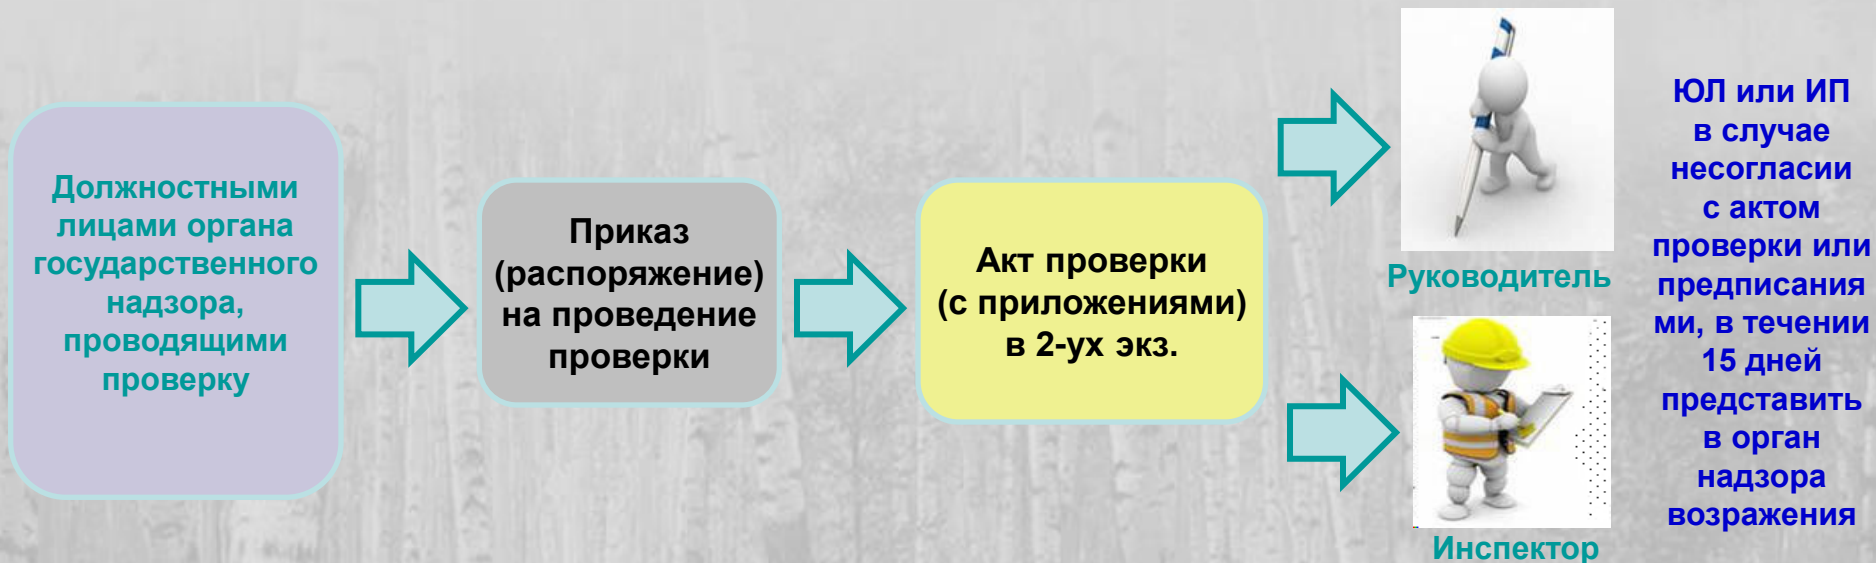 Должностными
лицами органа
государственного
надзора,
проводящими
проверку
Приказ
(распоряжение)
на проведение
проверки
Акт проверки
(с приложениями)
в 2-ух экз.
Руководитель
Инспектор
ЮЛ или ИП
в случае
несогласии
с актом
проверки или
предписания
ми, в течении
15 дней
представить
в орган
надзора
возражения